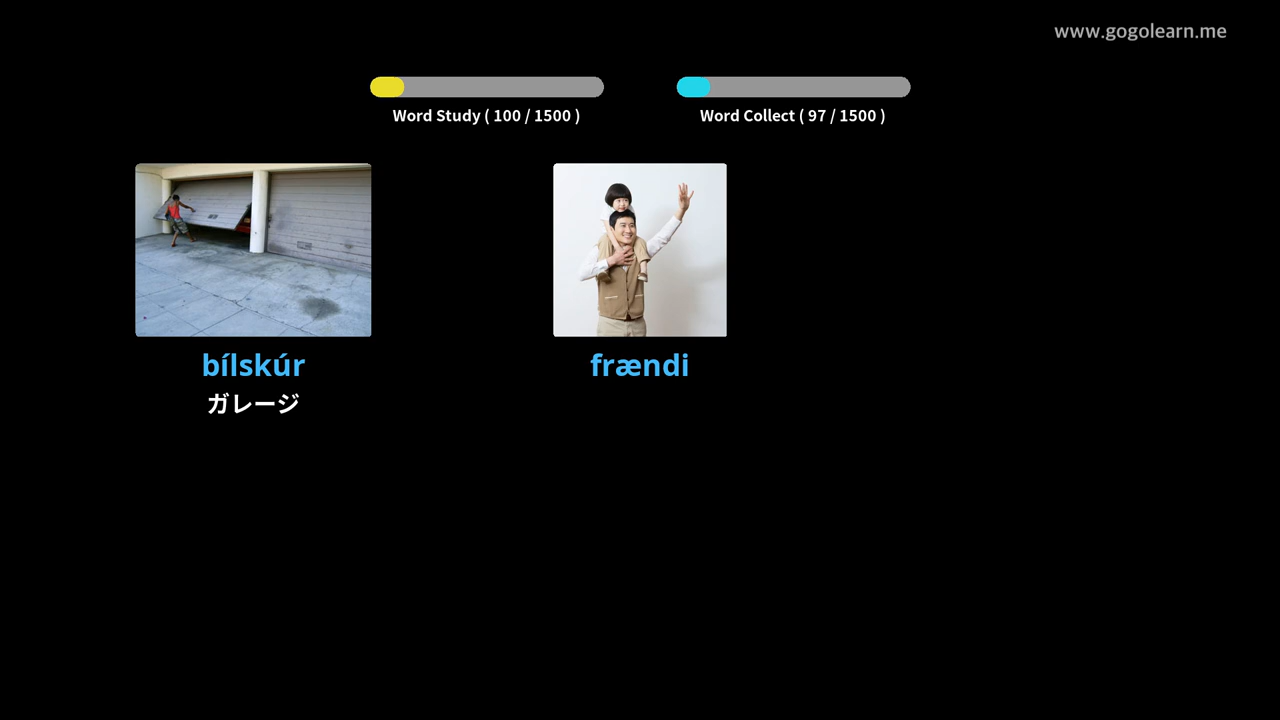 www.gogolearn.me
Word Study ( 100 / 1500 )
Word Collect ( 97 / 1500 )
bílskúr
ガレージ
frændi